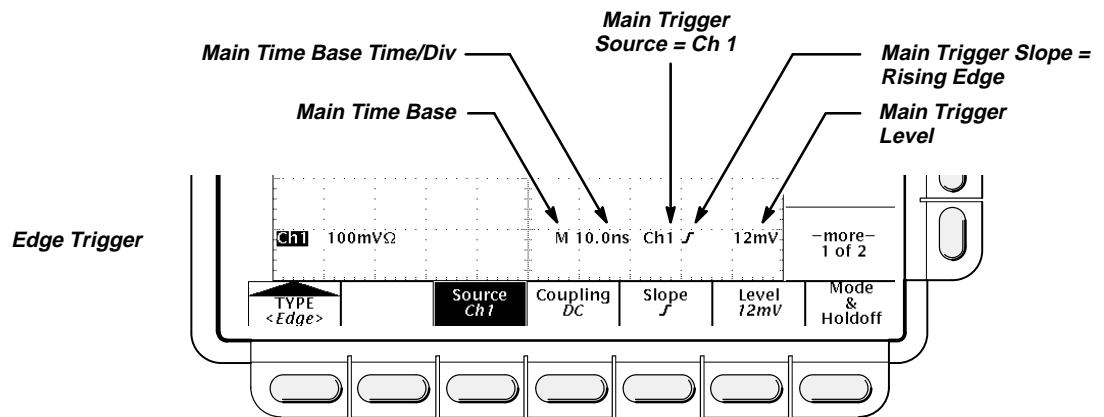 Main Trigger
Source = Ch 1
Main Time Base Time/Div
Main Trigger Slope =
Rising Edge
Main Time Base
Main Trigger
Level
Edge Trigger
Ch1 100mVΩ M 10.0ns Ch1 12mV
–more–
1 of 2
TYPE
<Edge>
Source
Ch1
Coupling
DC
Slope
Level
12mV
Mode
&
Holdoff